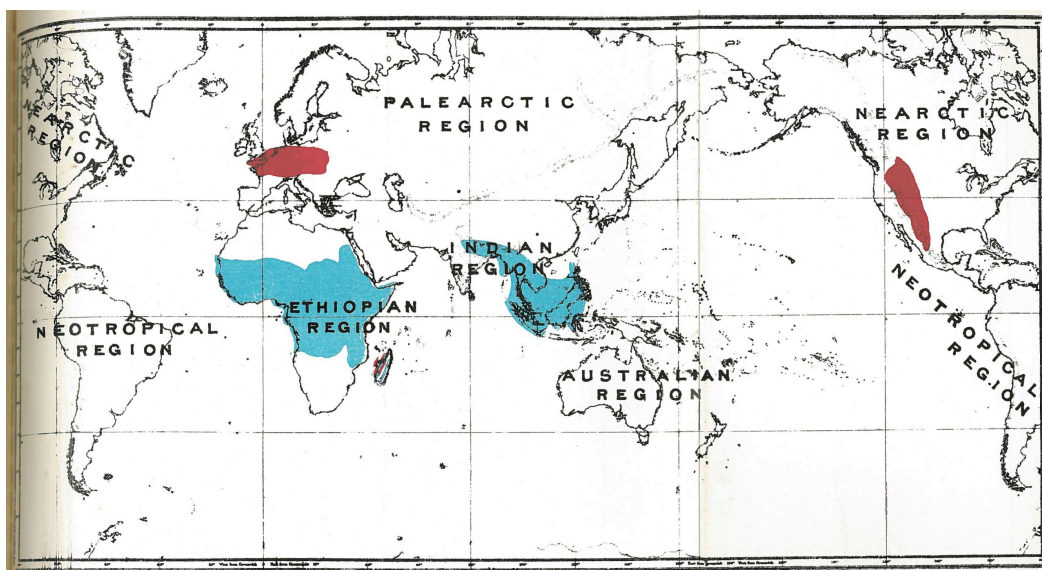 NEARCTIC
REGION
PALEARCTIC
REGION
NEARCTIC
REGION
INDIAN
REGION
ETHIOPIAN
REGION
NEOTROPICAL
REGION
AUSTRALIAN
REGION
NEOTROPICAL
REGION